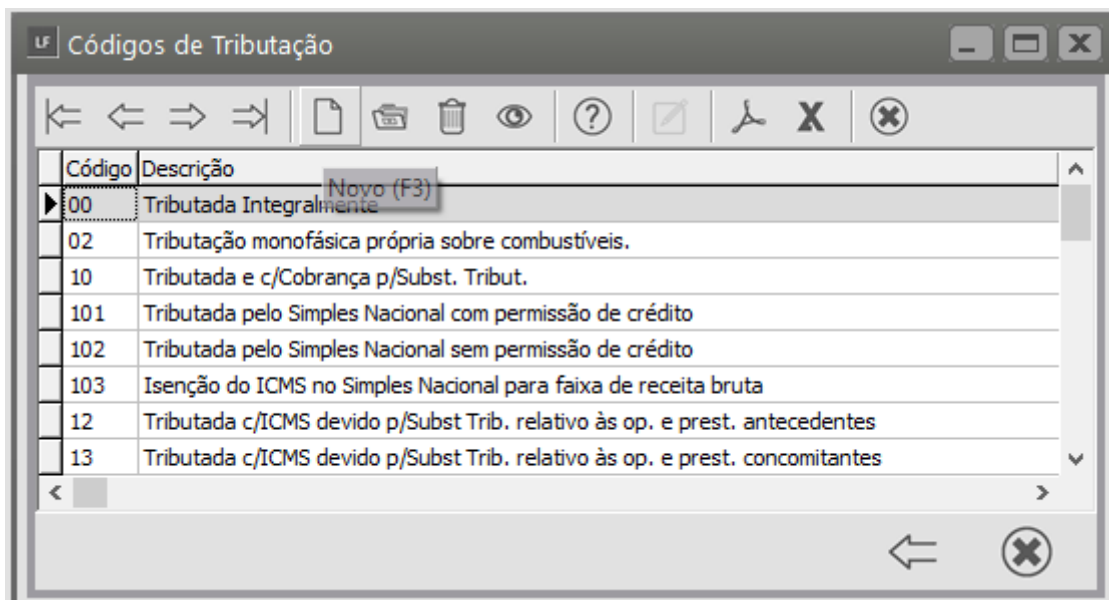 LF Códigos de Tributação
Código Descrição
Novo (F3)
00 Tributada Integralmente
02 Tributação monofásica própria sobre combustíveis.
10 Tributada e c/Cobrança p/Subst. Tribut.
101 Tributada pelo Simples Nacional com permissão de crédito
102 Tributada pelo Simples Nacional sem permissão de crédito
103 Isenção do ICMS no Simples Nacional para faixa de receita bruta
12 Tributada c/ICMS devido p/Subst Trib. relativo às op. e prest. antecedentes
13 Tributada c/ICMS devido p/Subst Trib. relativo às op. e prest. concomitantes